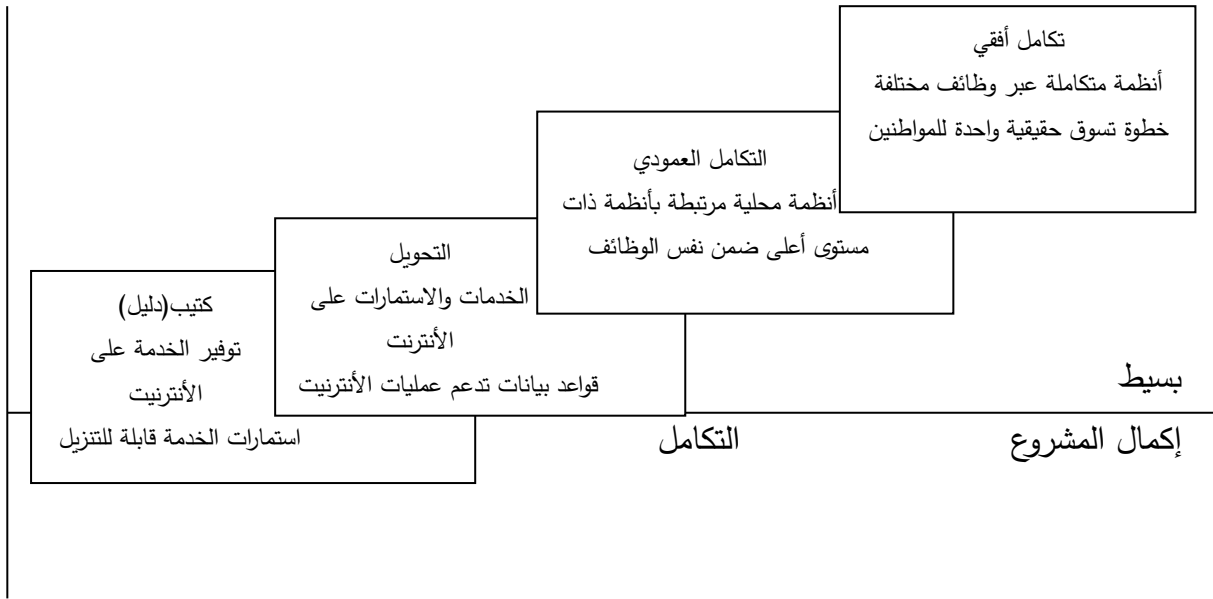 تكامل أفقي
أنظمة متكاملة عبر وظائف مختلفة
خطوة تسوق حقيقية واحدة للمواطنين
التكامل العمودي
أنظمة محلية مرتبطة بأنظمة ذات
مستوى أعلى ضمن نفس الوظائف
التحويل
الخدمات والاستمارات على
الأنترنت
قواعد بيانات تدعم عمليات الأنترنيت
كتيب(دليل)
توفير الخدمة على
الأنترنيت
استمارات الخدمة قابلة للتنزيل
بسيط
إكمال المشروع
التكامل